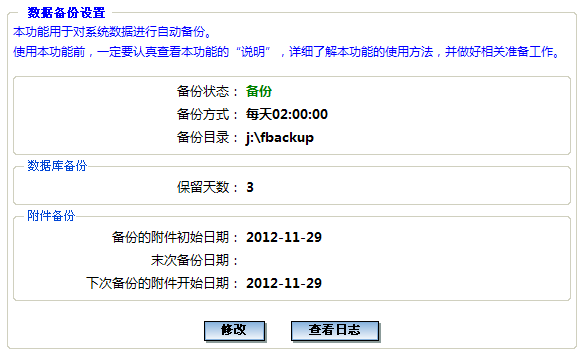 数据备份设置
本功能用于对系统数据进行自动备份。
使用本功能前，一定要认真查看本功能的“说明”，详细了解本功能的使用方法，并做好相关准备工作。
备份状态： 备份
备份方式： 每天02:00:00
备份目录： j:\fbackup
数据库备份
保留天数： 3
附件备份
备份的附件初始日期： 2012-11-29
末次备份日期：
下次备份的附件开始日期： 2012-11-29
修改 查看日志